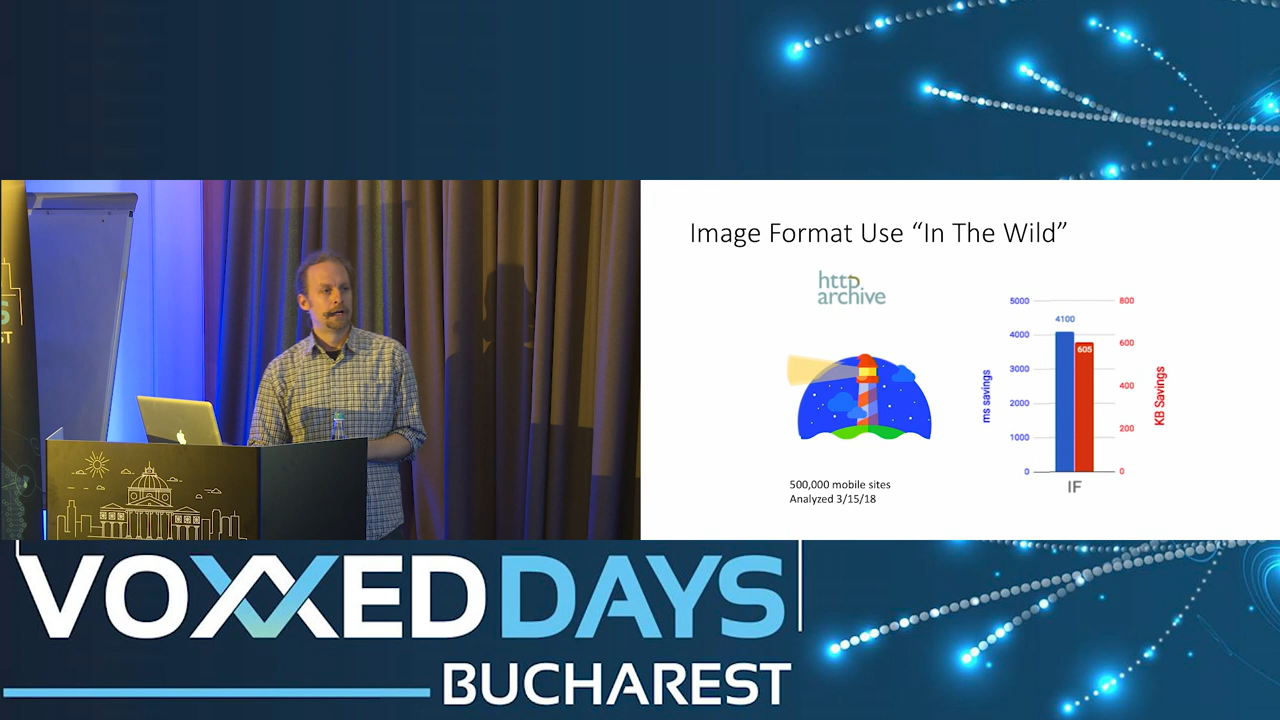 S
ST
Image Format Use “In The Wild”
http
archive
500,000 mobile sites
Analyzed 3/15/18
5000
4000
3000
2000
1000
0
ms savings
4100
605
800
600
400
200
0
KB Savings
IF
VOXXED DAYS
BUCHAREST